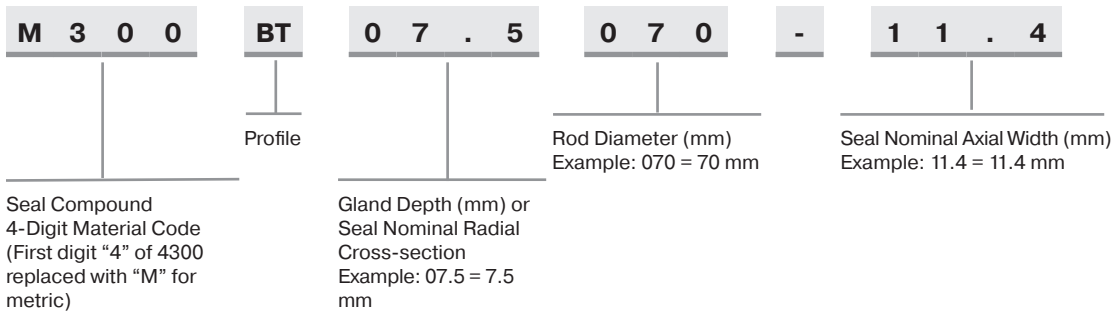 M 3 0 0 BT 0 7 . 5 0 7 0 - 1 1 . 4
Profile
Rod Diameter (mm)
Example: 070 = 70 mm
Seal Nominal Axial Width (mm)
Example: 11.4 = 11.4 mm
Seal Compound
4-Digit Material Code
(First digit “4” of 4300
replaced with “M” for
metric)
Gland Depth (mm) or
Seal Nominal Radial
Cross-section
Example: 07.5 = 7.5
mm